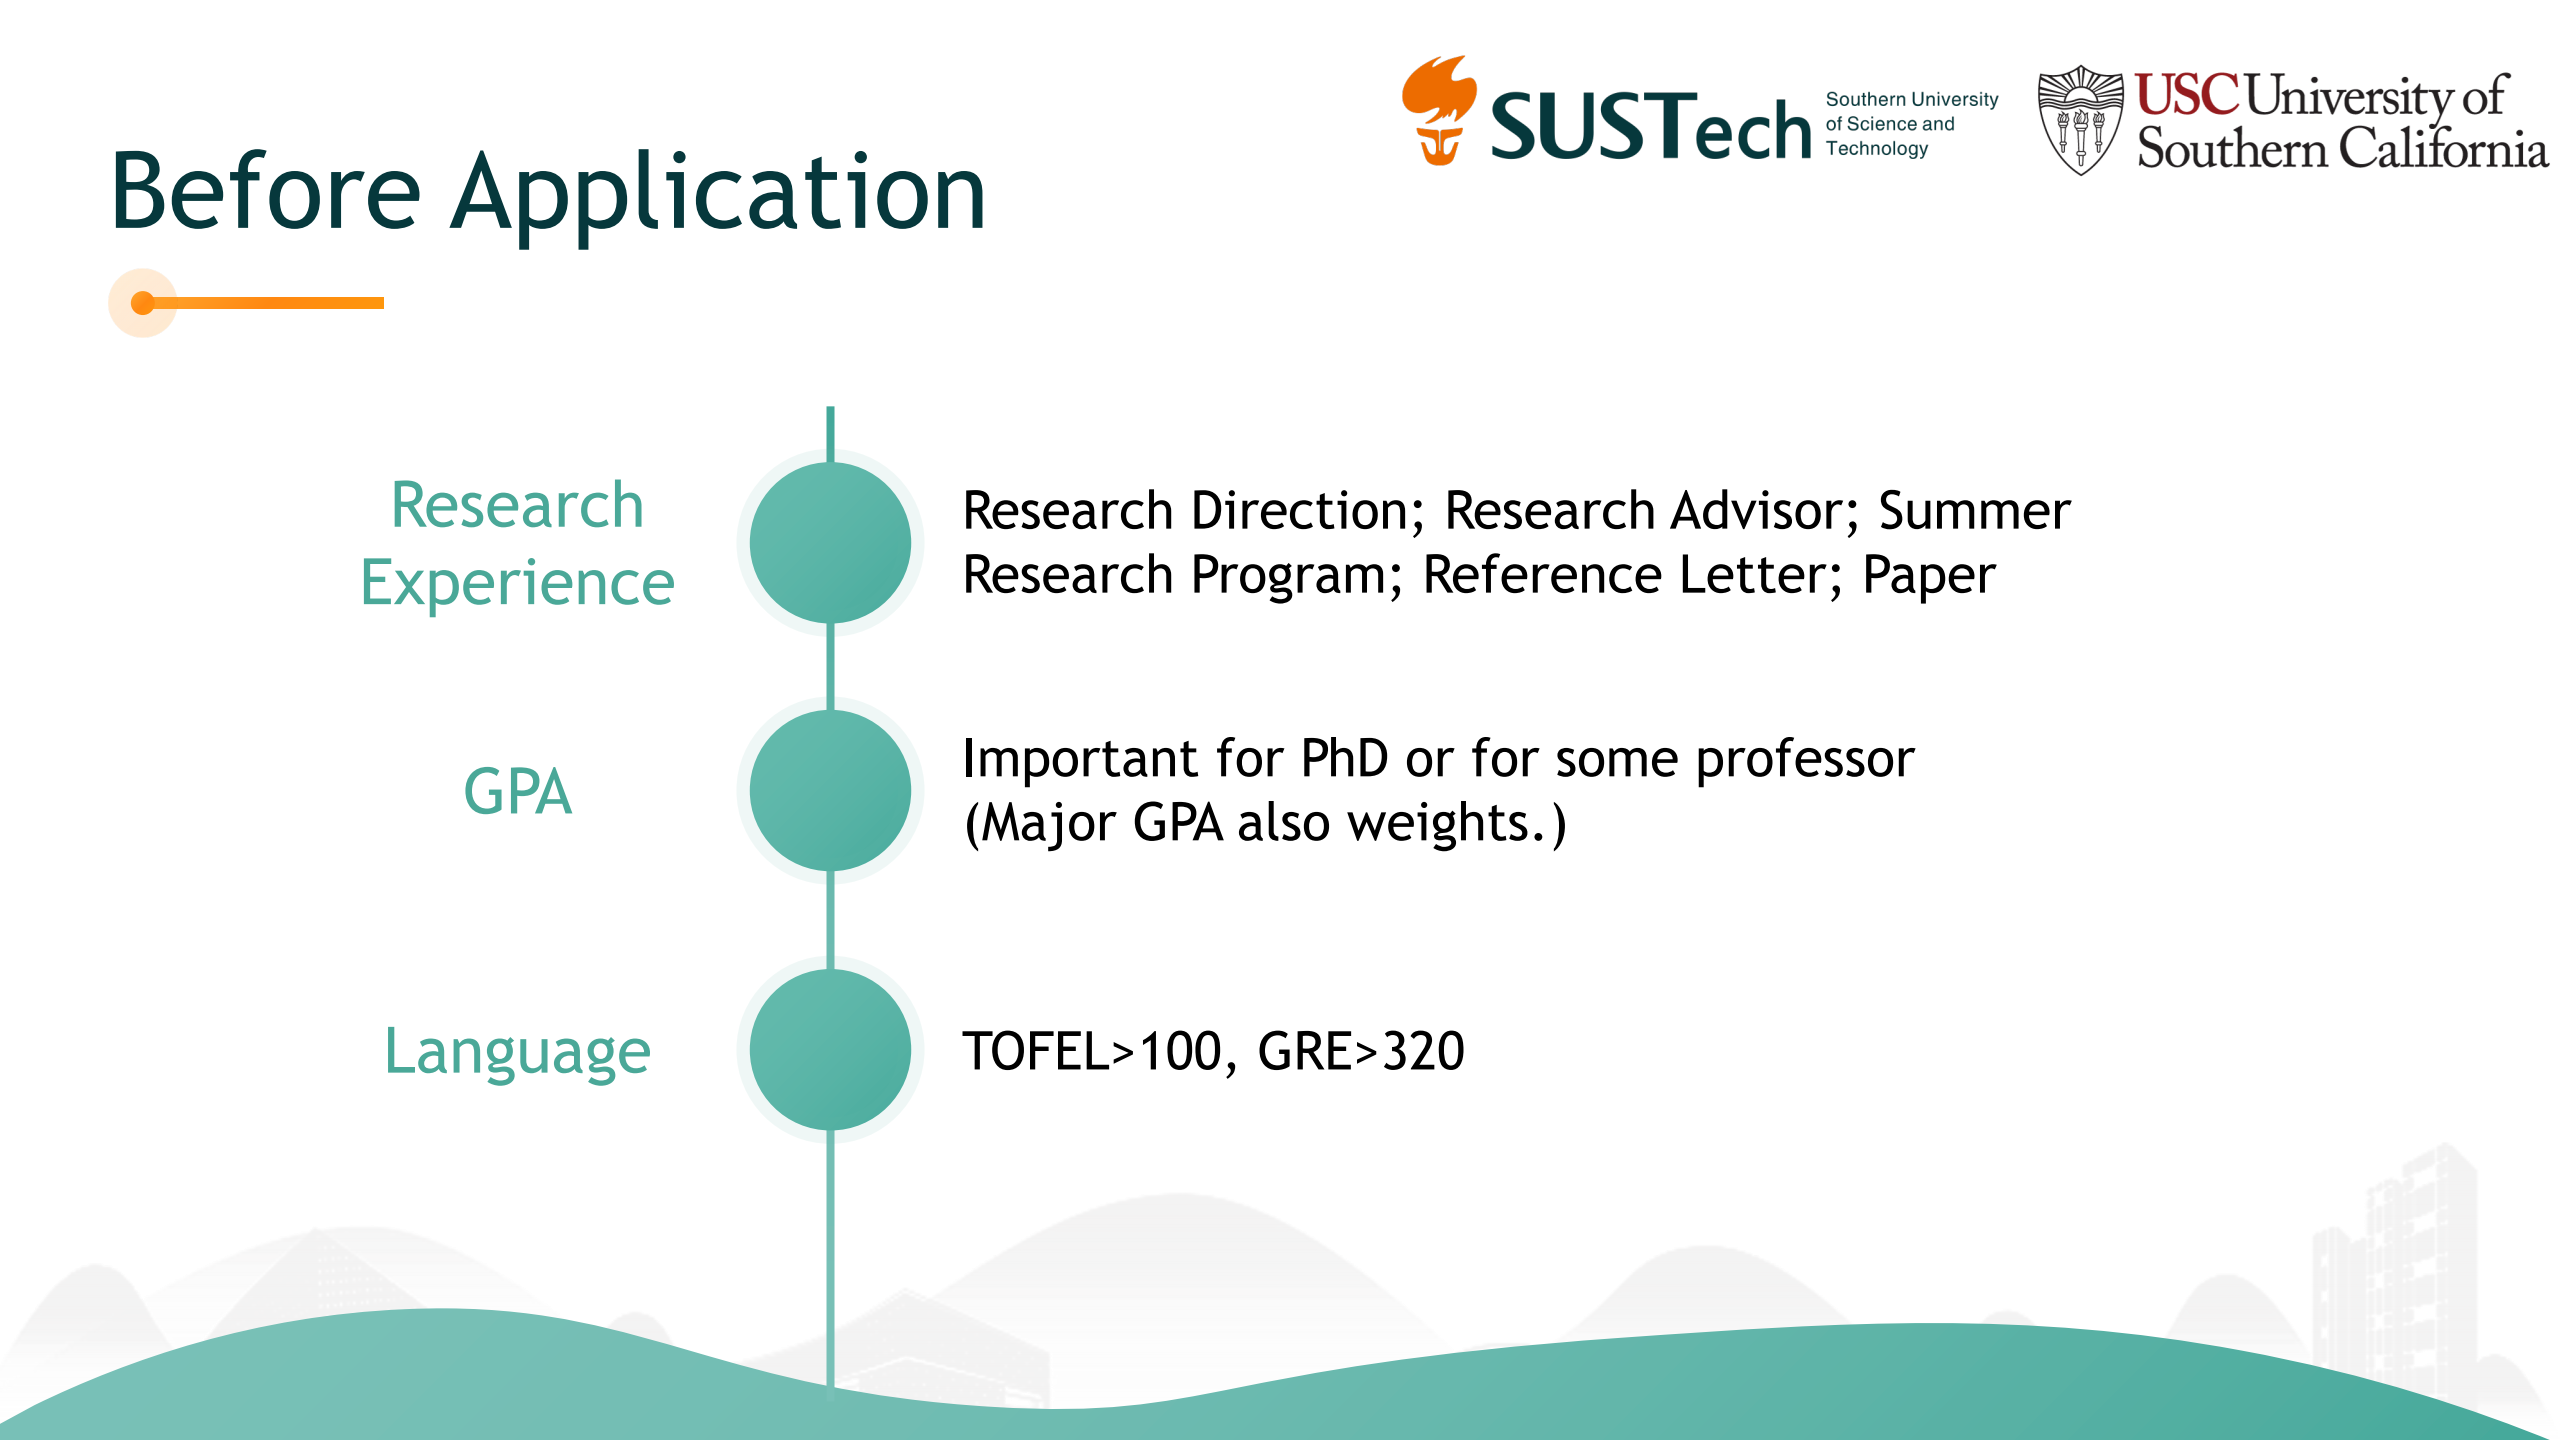 SUSTech
Southern University
of Science and
Technology
USC University of
Southern California
Before Application
Research
Experience
Research Direction; Research Advisor; Summer
Research Program; Reference Letter; Paper
GPA
Important for PhD or for some professor
(Major GPA also weights.)
Language
TOFEL>100, GRE>320